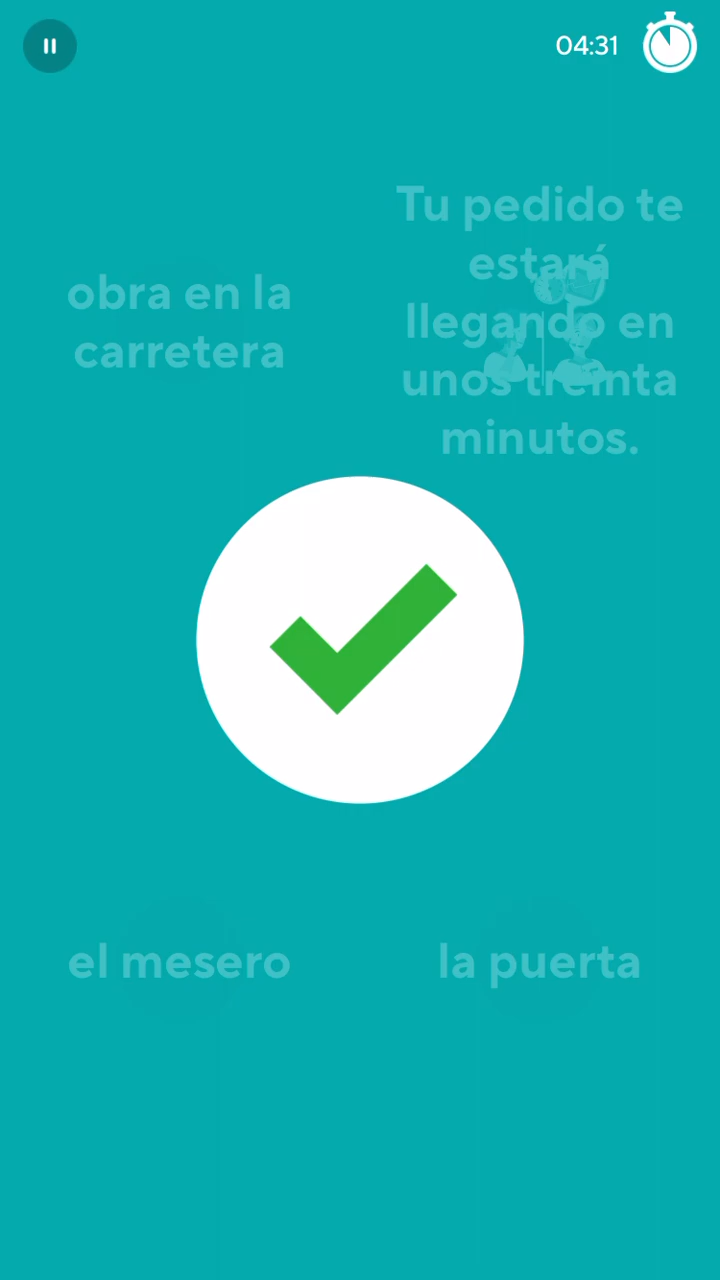 04:31
obra en la
carretera
Tu pedido te
estará
llegando en
unos treinta
minutos.
el mesero
la puerta